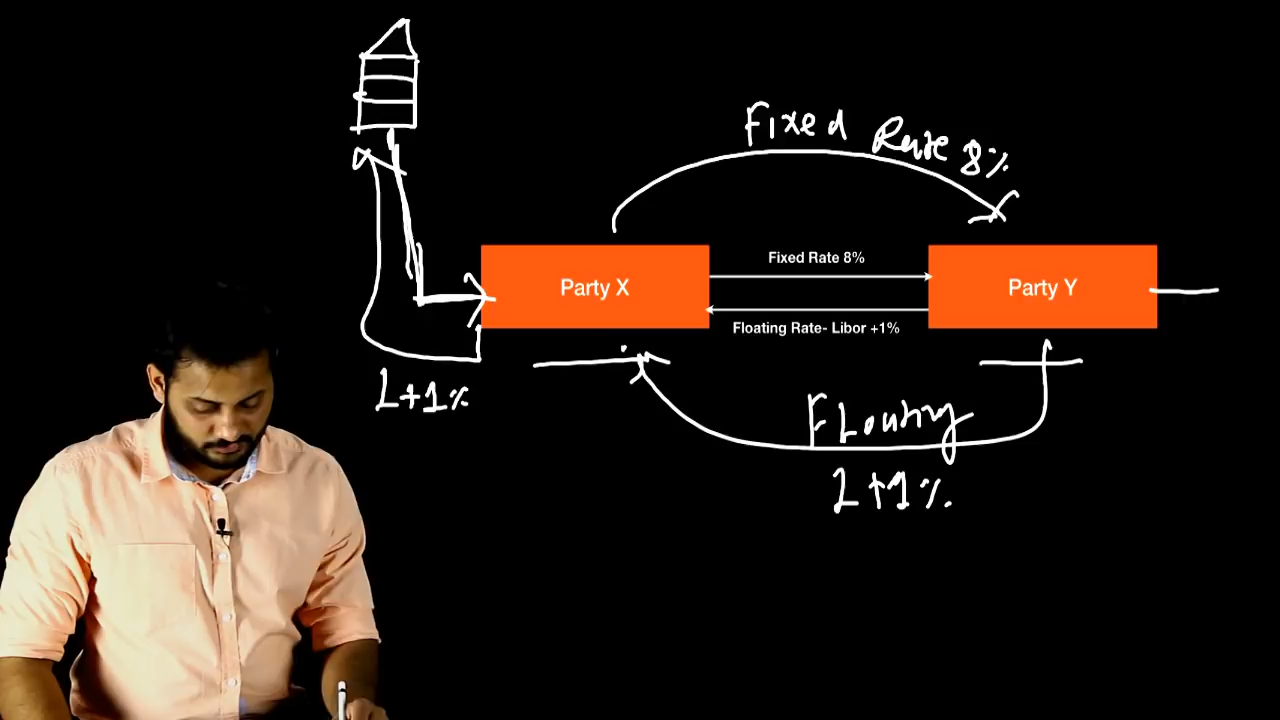 Fixed Rate 8%
Fixed Rate 8%
Party X
Party Y
Floating Rate- Libor +1%
L+1%
Floating
L+1%